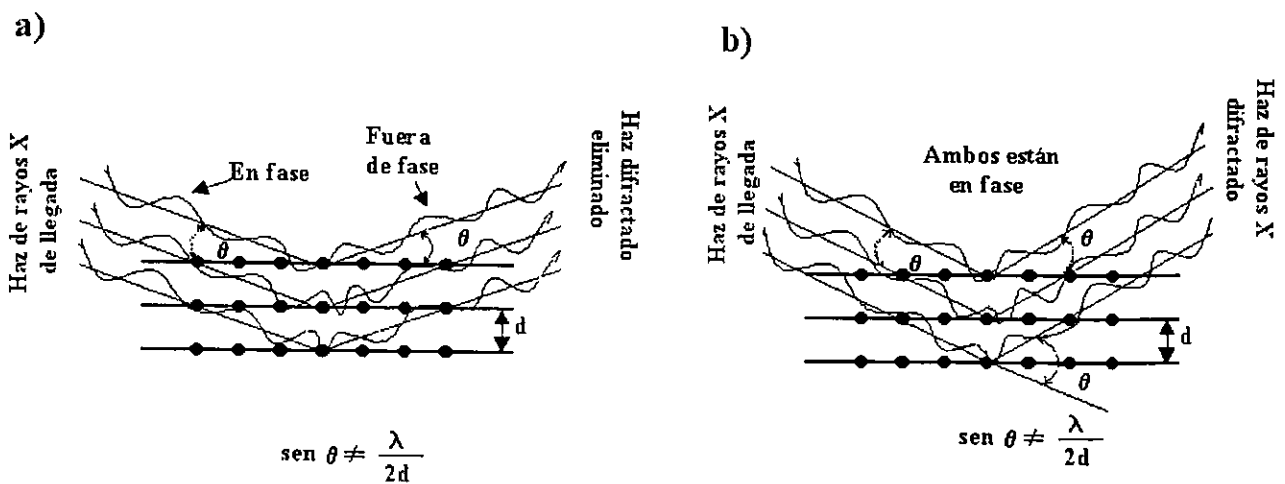 a)
Haz de rayos X
de llegada
En fase
Fuera
de fase
Haz difractado
eliminado
θ
θ
d
sen θ ≠ λ
2d
b)
Haz de rayos X
de llegada
Ambos están
en fase
Haz de rayos X
difractado
θ
θ
d
θ
sen θ ≠ λ
2d